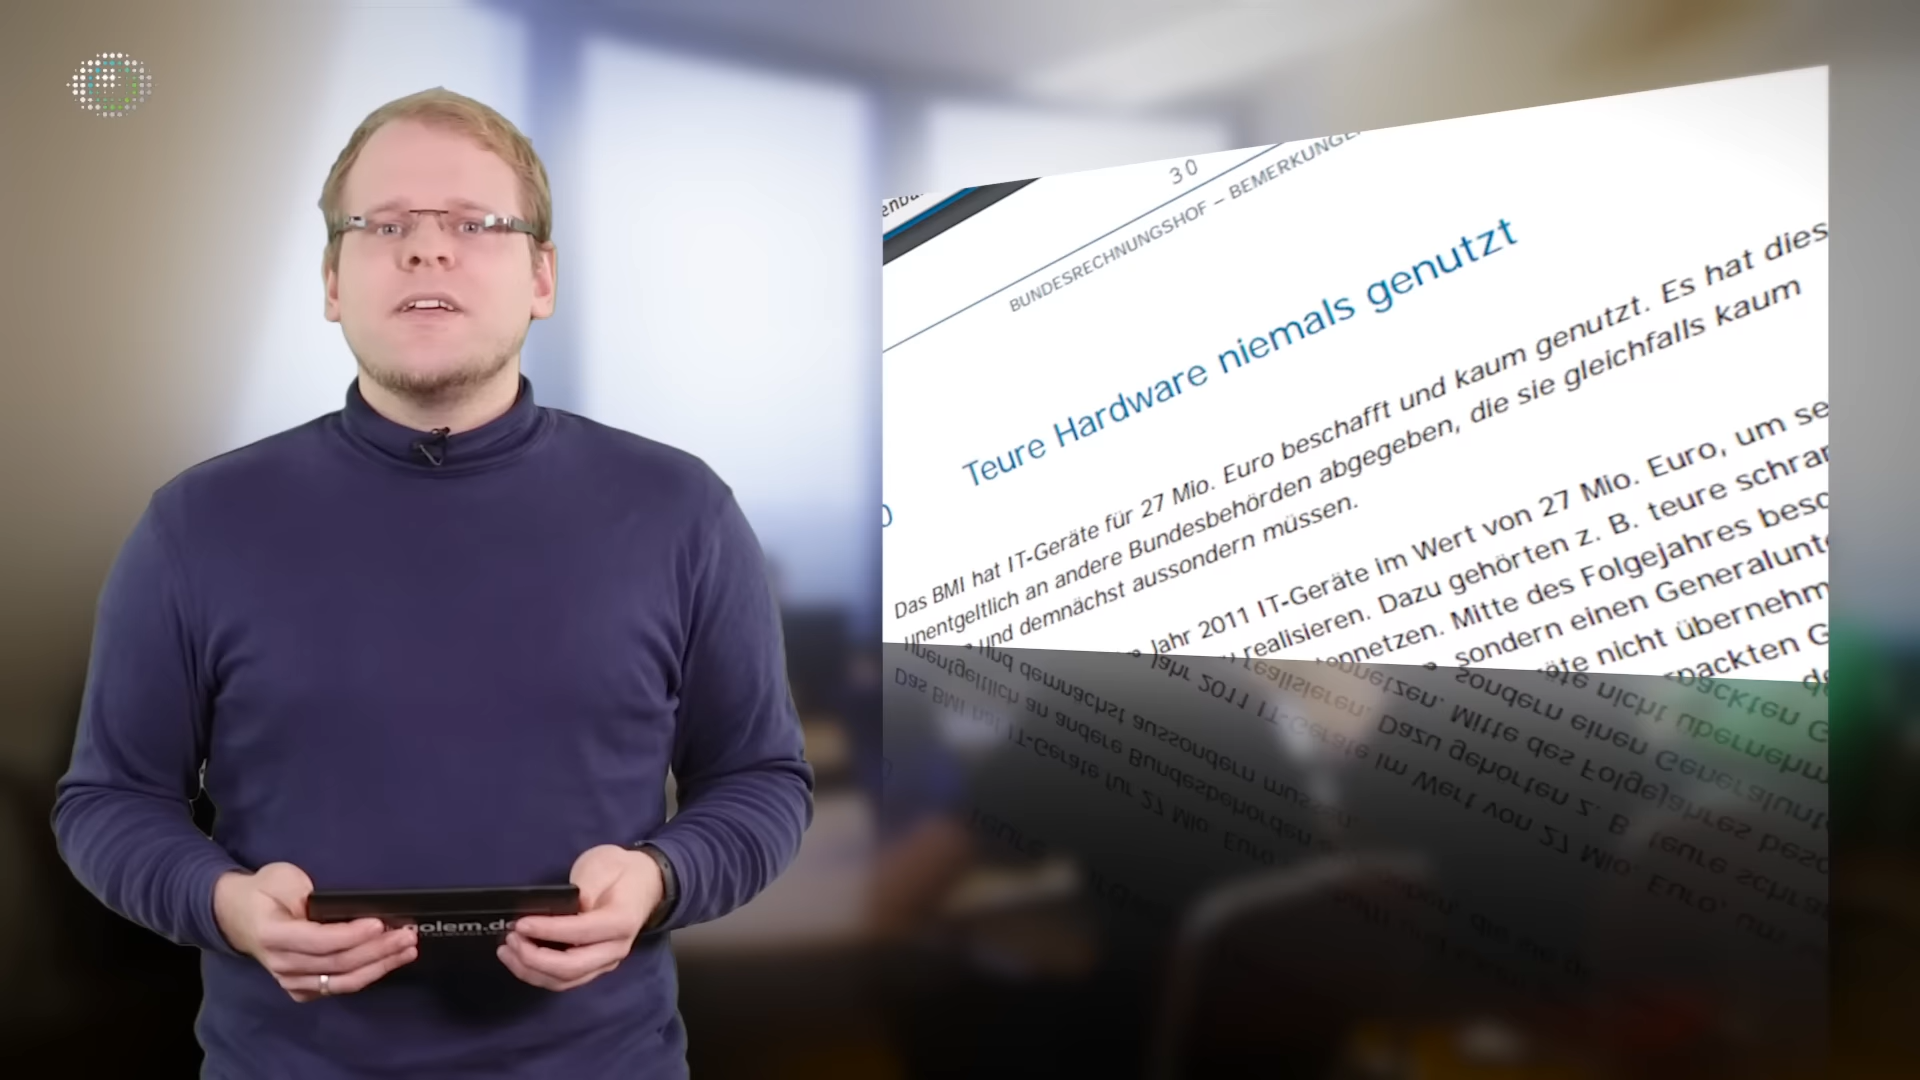 30
BUNDESRECHNUNGSHOF – BEMERKUNGEN
Teure Hardware niemals genutzt
Das BMI hat IT-Geräte für 27 Mio. Euro beschafft und kaum genutzt. Es hat dies
unentgeltlich an andere Bundesbehörden abgegeben, die sie gleichfalls kaum
und demnächst aussondern müssen.
Jahr 2011 IT-Geräte im Wert von 27 Mio. Euro, um se
realisieren. Dazu gehörten z. B. teure schran
Mitte des Folgejahres besc
sondern einen Generalunte
nicht übernehm
golem.de